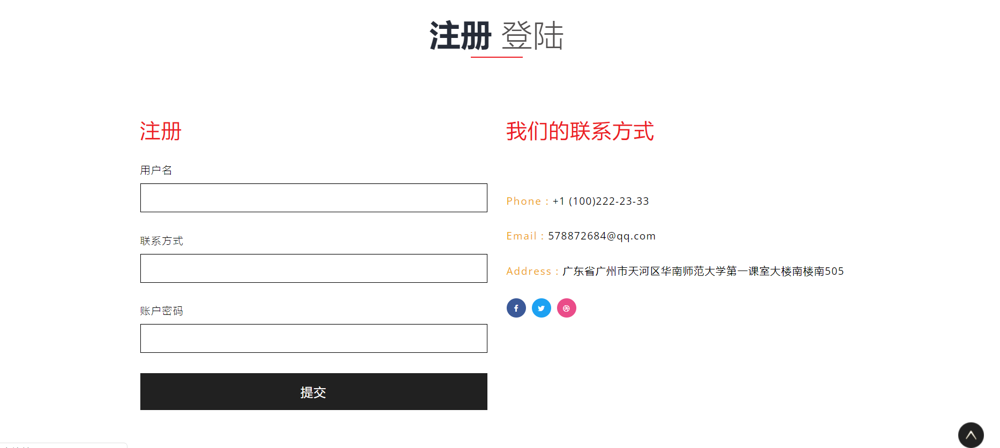 注册 登陆
注册
用户名
联系方式
账户密码
提交
我们的联系方式
Phone : +1 (100)222-23-33
Email : 578872684@qq.com
Address : 广东省广州市天河区华南师范大学第一课室大楼南楼南505